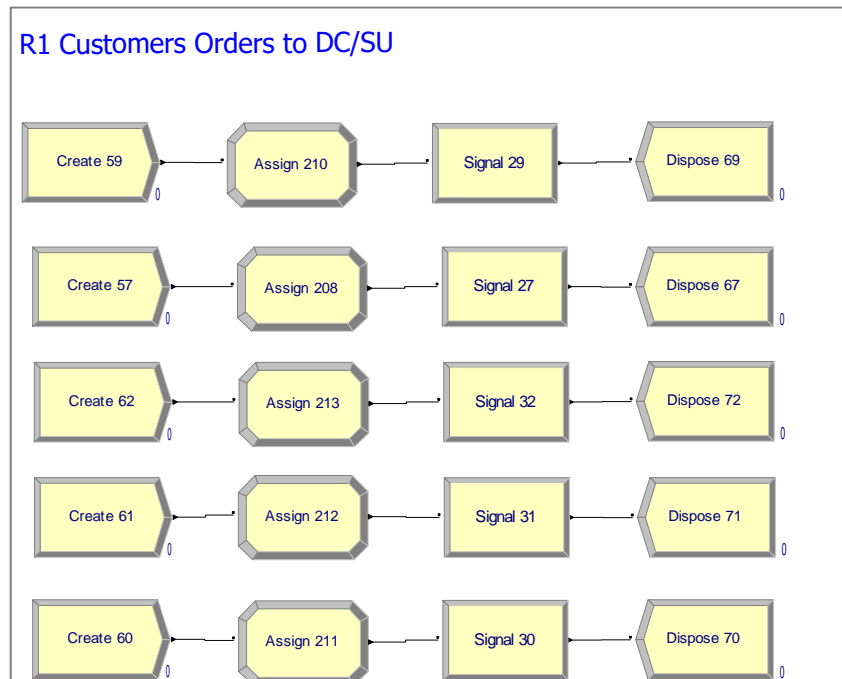 R1 Customers Orders to DC/SU
Create 59 Assign 210 Signal 29 Dispose 69
0 0
Create 57 Assign 208 Signal 27 Dispose 67
0 0
Create 62 Assign 213 Signal 32 Dispose 72
0 0
Create 61 Assign 212 Signal 31 Dispose 71
0 0
Create 60 Assign 211 Signal 30 Dispose 70
0 0